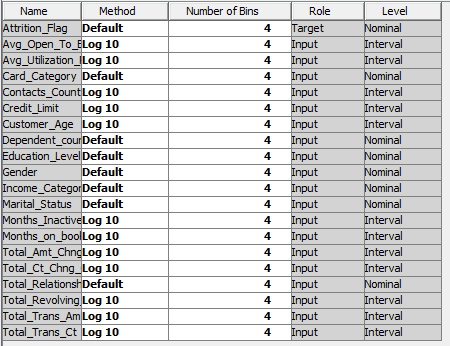 Name Method Number of Bins Role Level
Attrition_Flag Default 4 Target Nominal
Avg_Open_To_B Log 10 4 Input Interval
Avg_Utilization_ Log 10 4 Input Interval
Card_Category Default 4 Input Nominal
Contacts_Count Log 10 4 Input Interval
Credit_Limit Log 10 4 Input Interval
Customer_Age Log 10 4 Input Interval
Dependent_cour Default 4 Input Nominal
Education_Level Default 4 Input Nominal
Gender Default 4 Input Nominal
Income_Categor Default 4 Input Nominal
Marital_Status Default 4 Input Nominal
Months_Inactive Log 10 4 Input Interval
Months_on_bool Log 10 4 Input Interval
Total_Amt_Chng Log 10 4 Input Interval
Total_Ct_Chng_ Log 10 4 Input Interval
Total_Relationsh Default 4 Input Nominal
Total_Revolving_ Log 10 4 Input Interval
Total_Trans_Am Log 10 4 Input Interval
Total_Trans_Ct Log 10 4 Input Interval